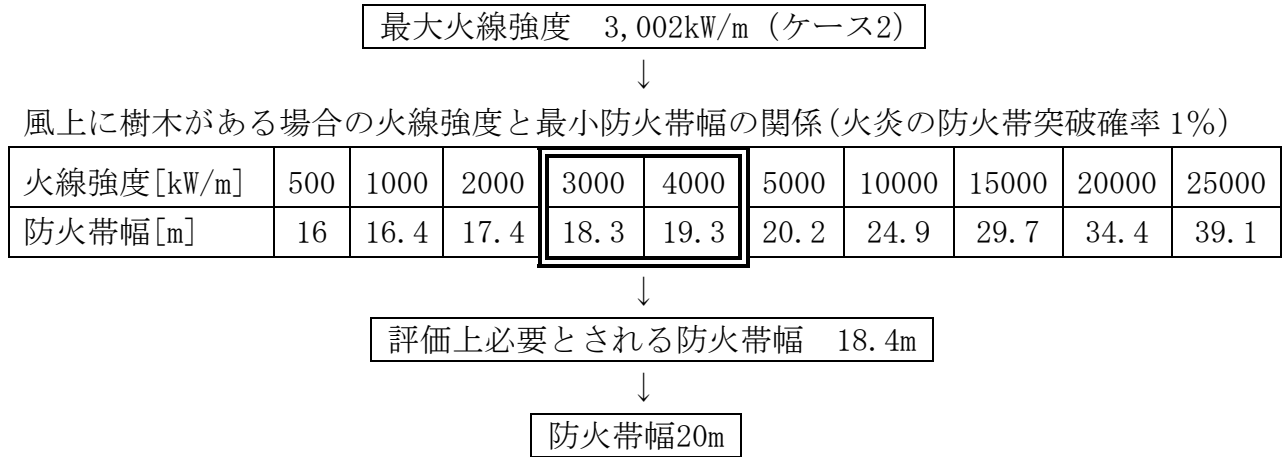 最大火線強度　3,002kW/m (ケース2)
↓
風上に樹木がある場合の火線強度と最小防火帯幅の関係(火炎の防火帯突破確率1%)
火線強度[kW/m] 500 1000 2000 3000 4000 5000 10000 15000 20000 25000
防火帯幅[m] 16 16.4 17.4 18.3 19.3 20.2 24.9 29.7 34.4 39.1
↓
評価上必要とされる防火帯幅　18.4m
↓
防火帯幅20m